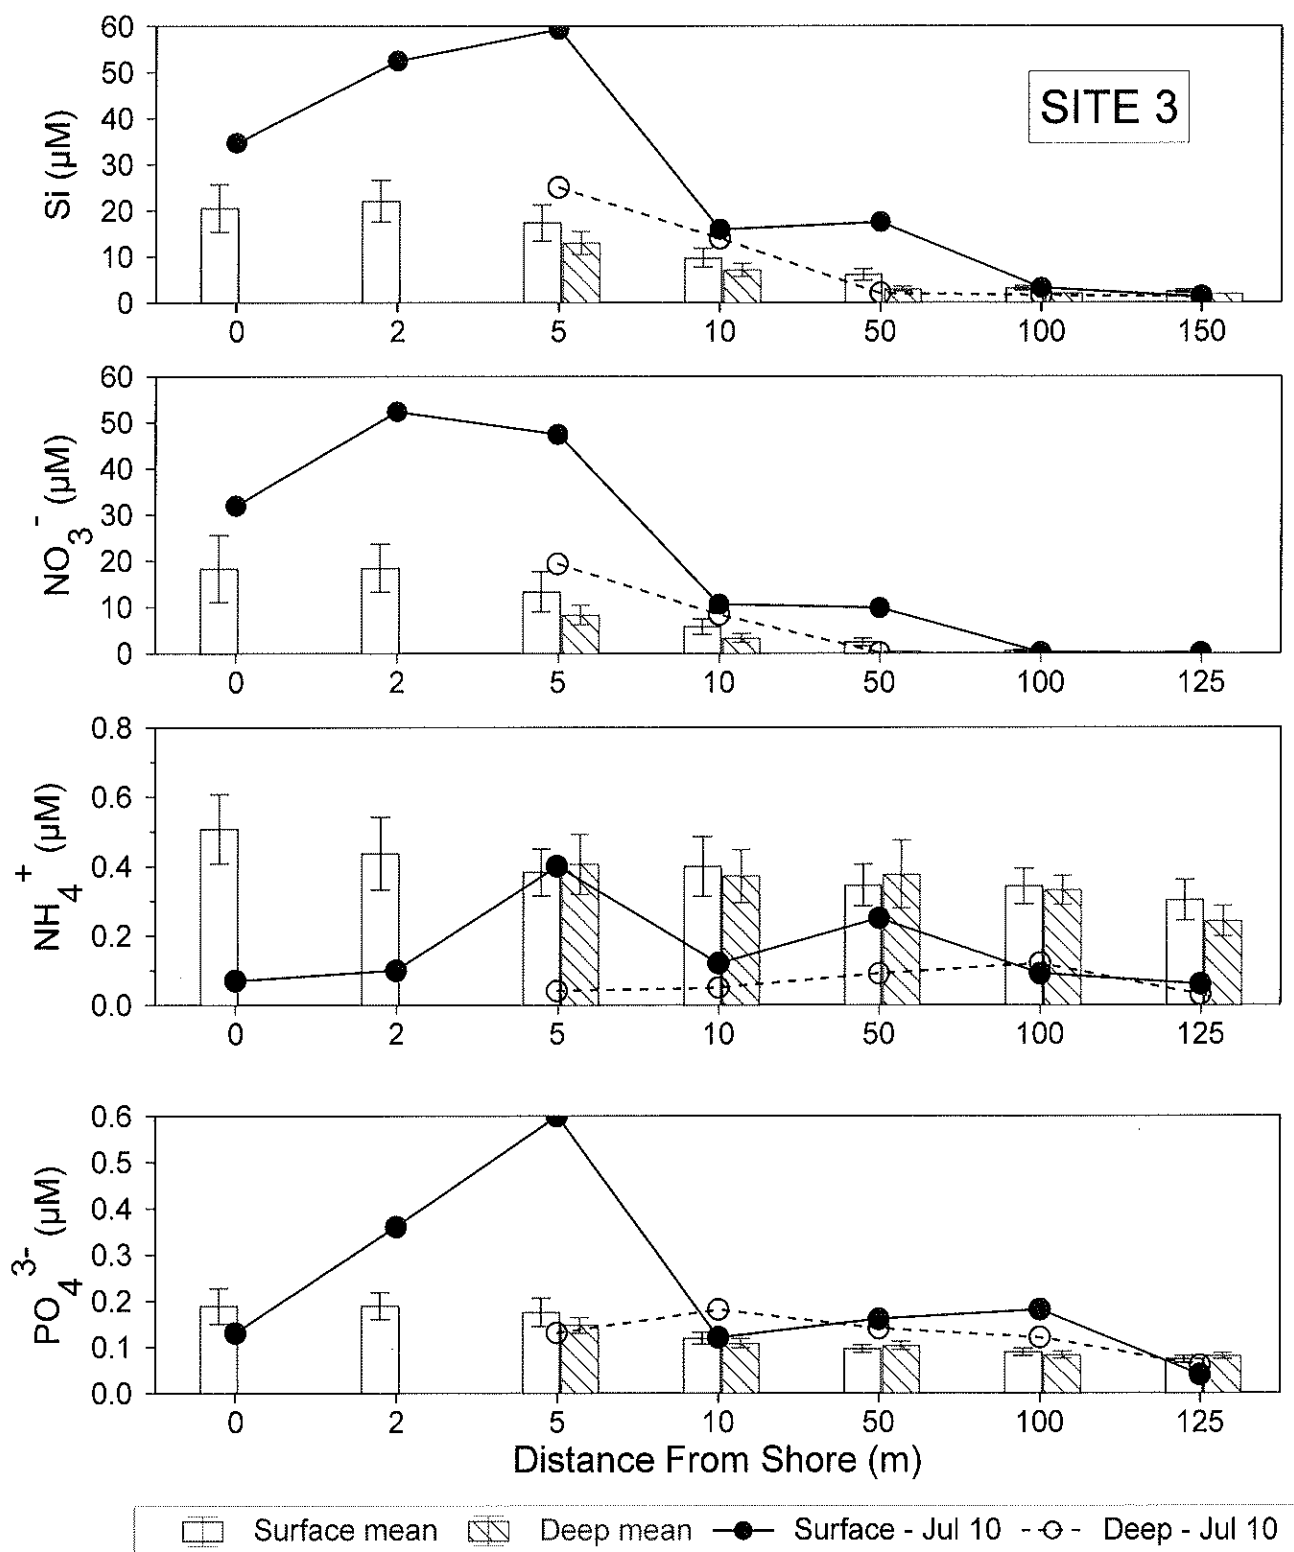 SITE 3
Si (µM)
60
50
40
30
20
10
0
0 2 5 10 50 100 150
NO3- (µM)
60
50
40
30
20
10
0
0 2 5 10 50 100 125
NH4+ (µM)
0.8
0.6
0.4
0.2
0.0
0 2 5 10 50 100 125
PO43- (µM)
0.6
0.5
0.4
0.3
0.2
0.1
0.0
0 2 5 10 50 100 125
Distance From Shore (m)
Surface mean Deep mean Surface - Jul 10 Deep - Jul 10